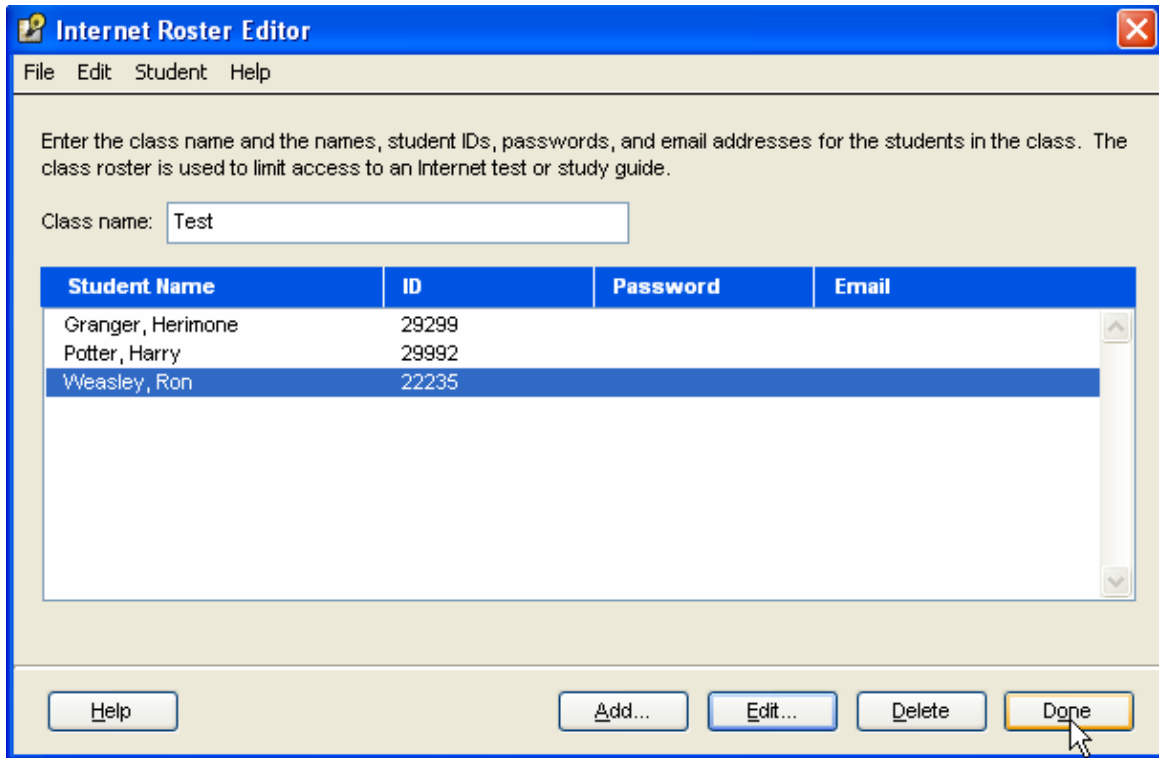 Internet Roster Editor
File Edit Student Help
Enter the class name and the names, student IDs, passwords, and email addresses for the students in the class. The
class roster is used to limit access to an Internet test or study guide.
Class name: Test
Student Name ID Password Email
Granger, Herimone 29299
Potter, Harry 29992
Weasley, Ron 22235
Help Add... Edit... Delete Done